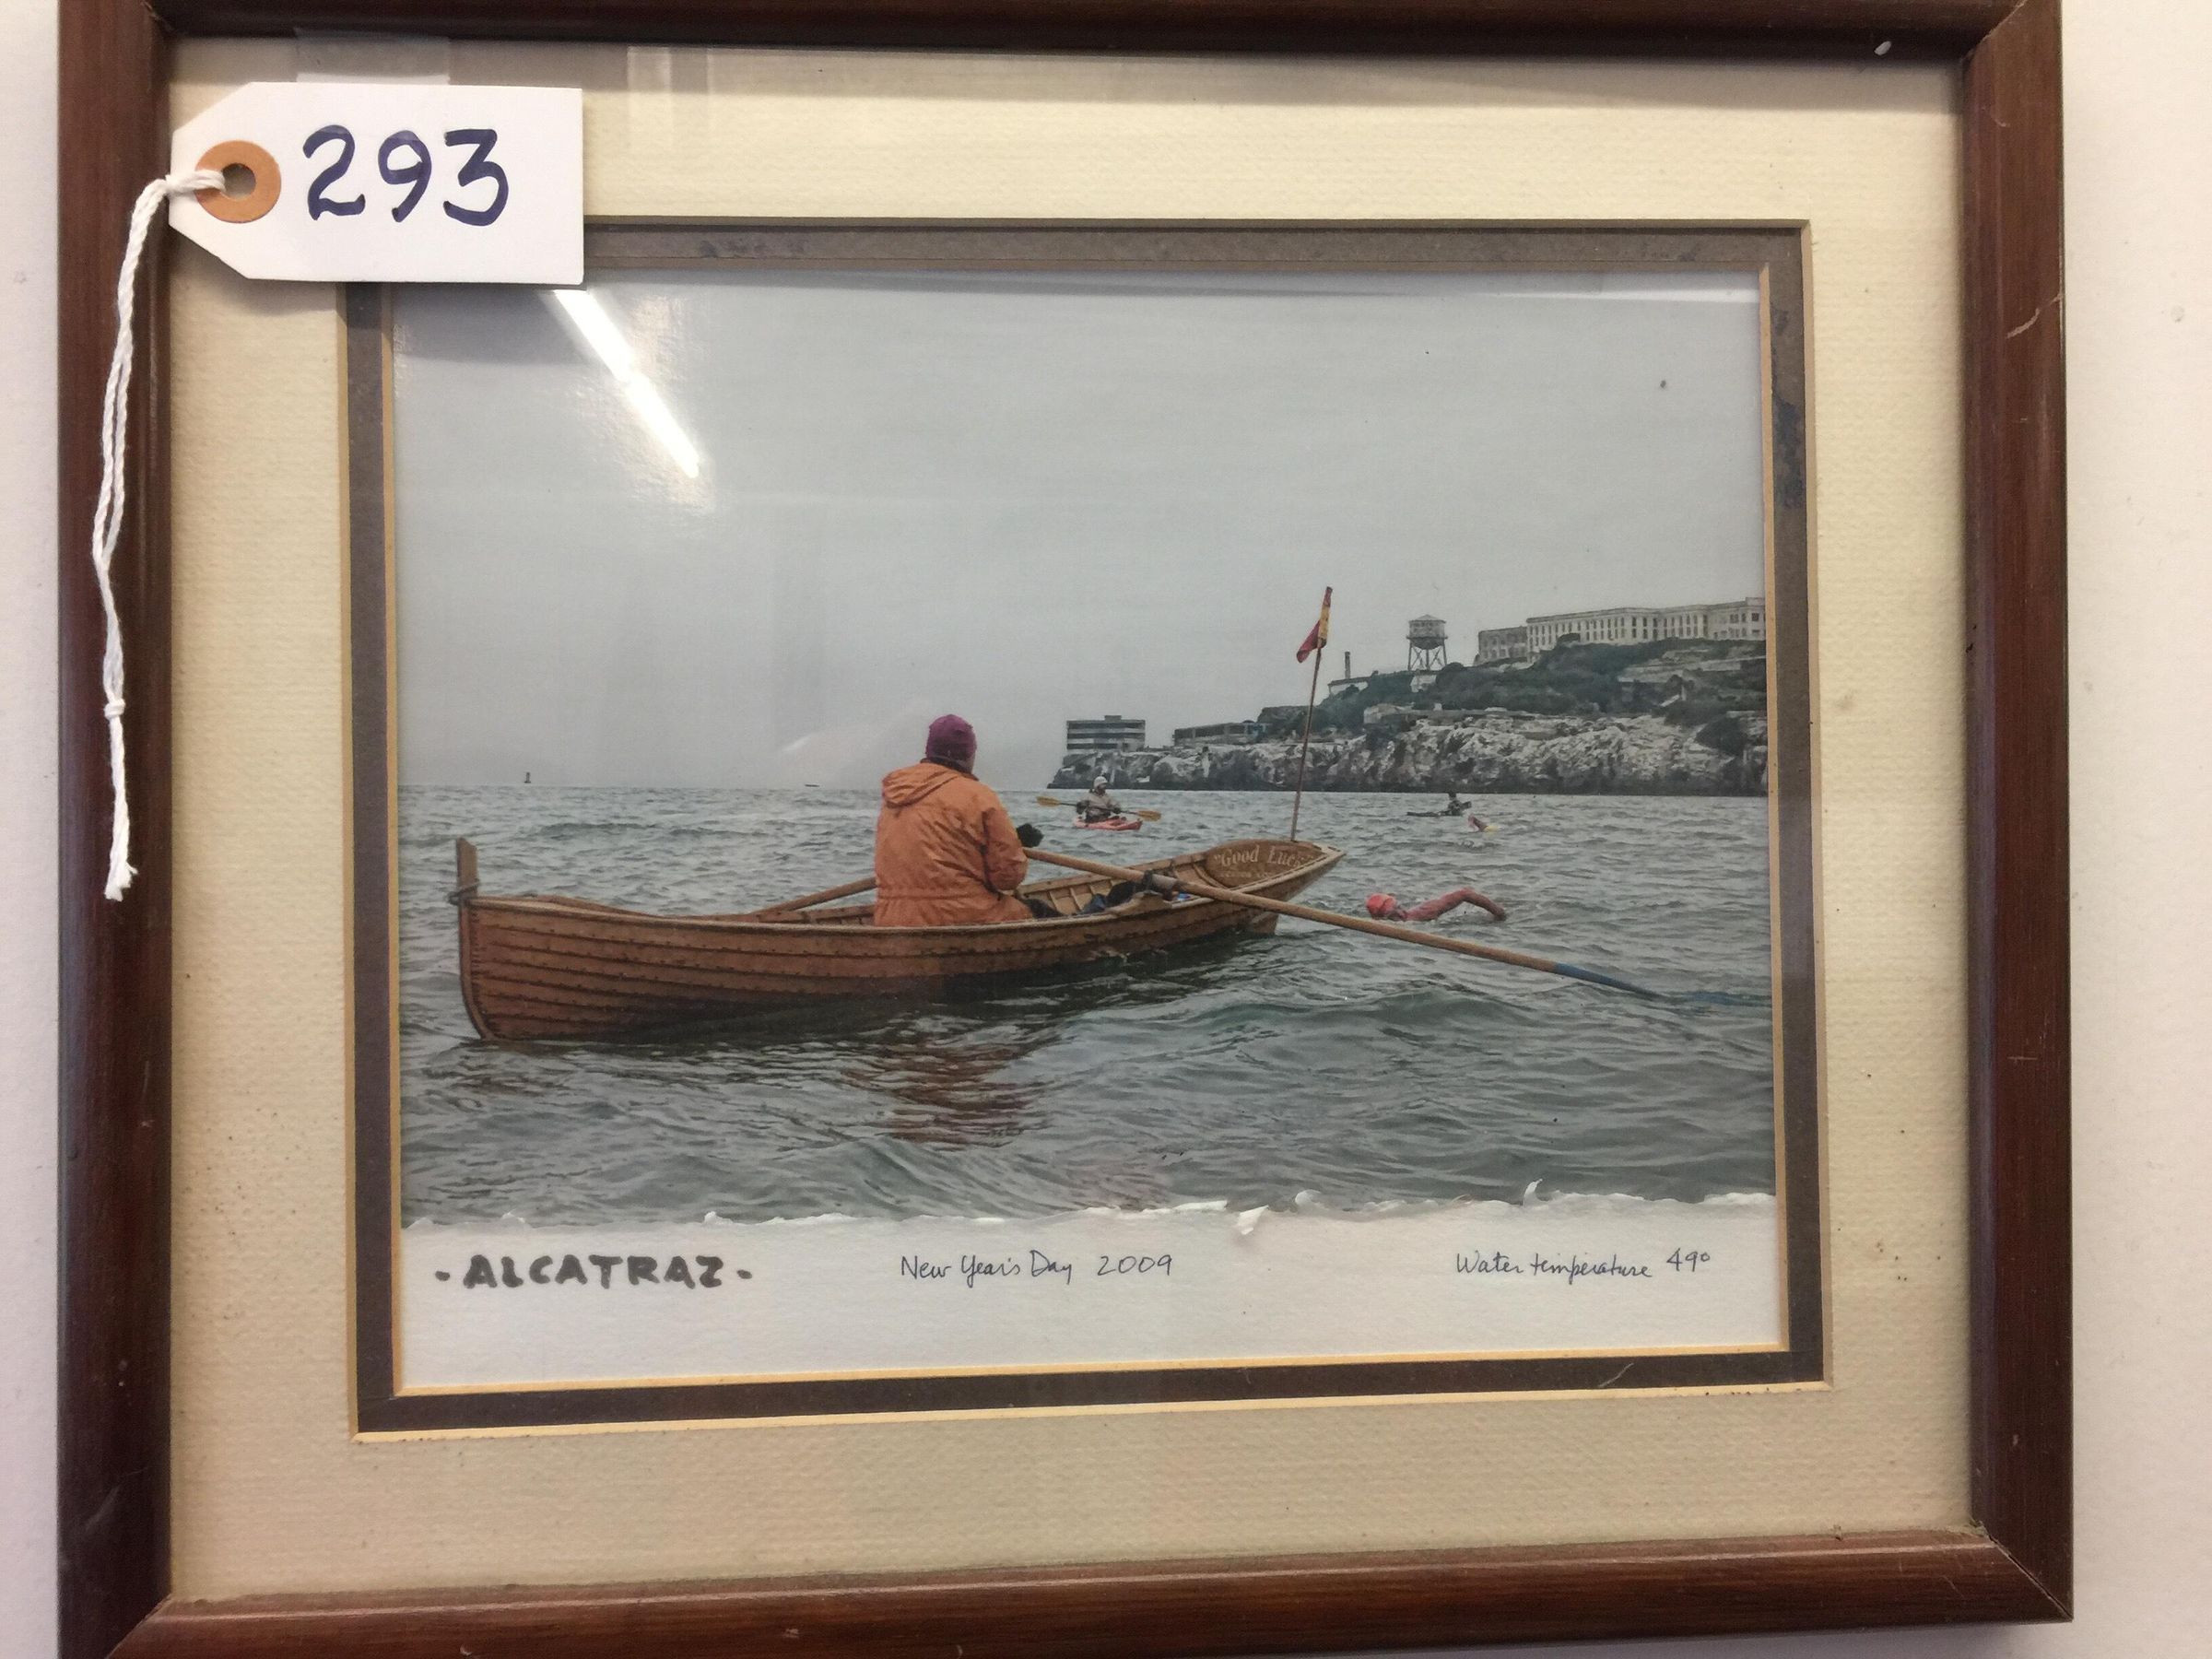 293
"Good Luck"
- ALCATRAZ - New Year's Day 2009 Water temperature 49°